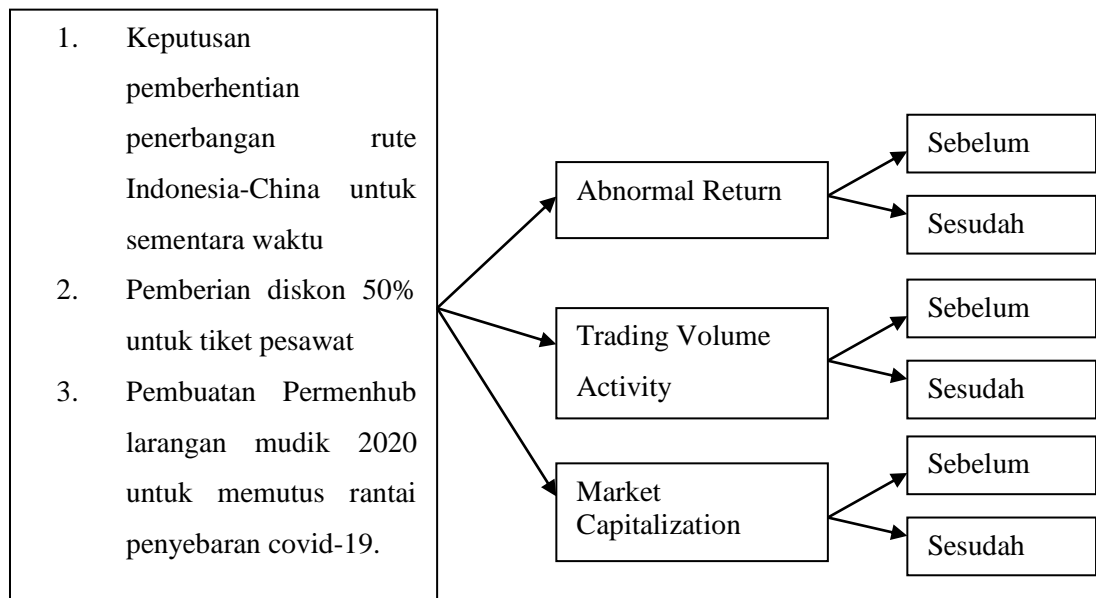 1. Keputusan
pemberhentian
penerbangan rute
Indonesia-China untuk
sementara waktu
2. Pemberian diskon 50%
untuk tiket pesawat
3. Pembuatan Permenhub
larangan mudik 2020
untuk memutus rantai
penyebaran covid-19.
Abnormal Return
Sebelum
Sesudah
Trading Volume
Activity
Sebelum
Sesudah
Market
Capitalization
Sebelum
Sesudah